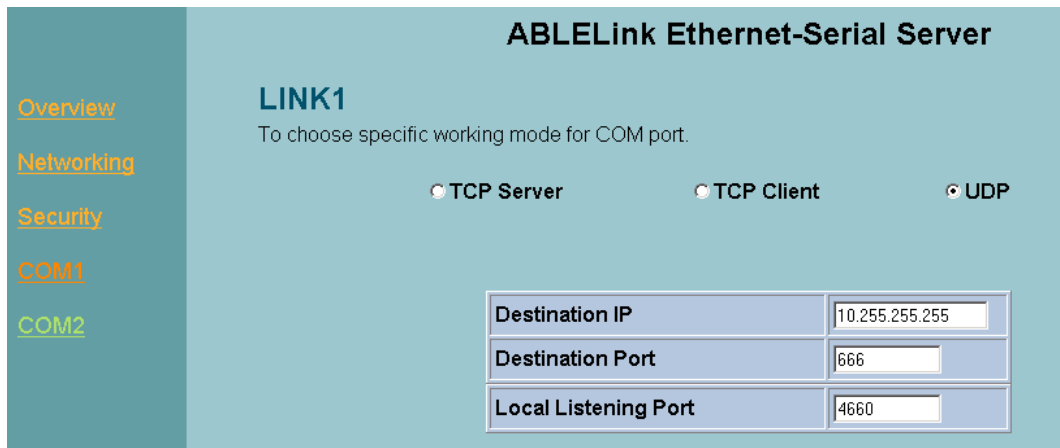 ABLELink Ethernet-Serial Server
Overview
Networking
Security
COM1
COM2
LINK1
To choose specific working mode for COM port.
TCP Server TCP Client UDP
Destination IP 10.255.255.255
Destination Port 666
Local Listening Port 4660